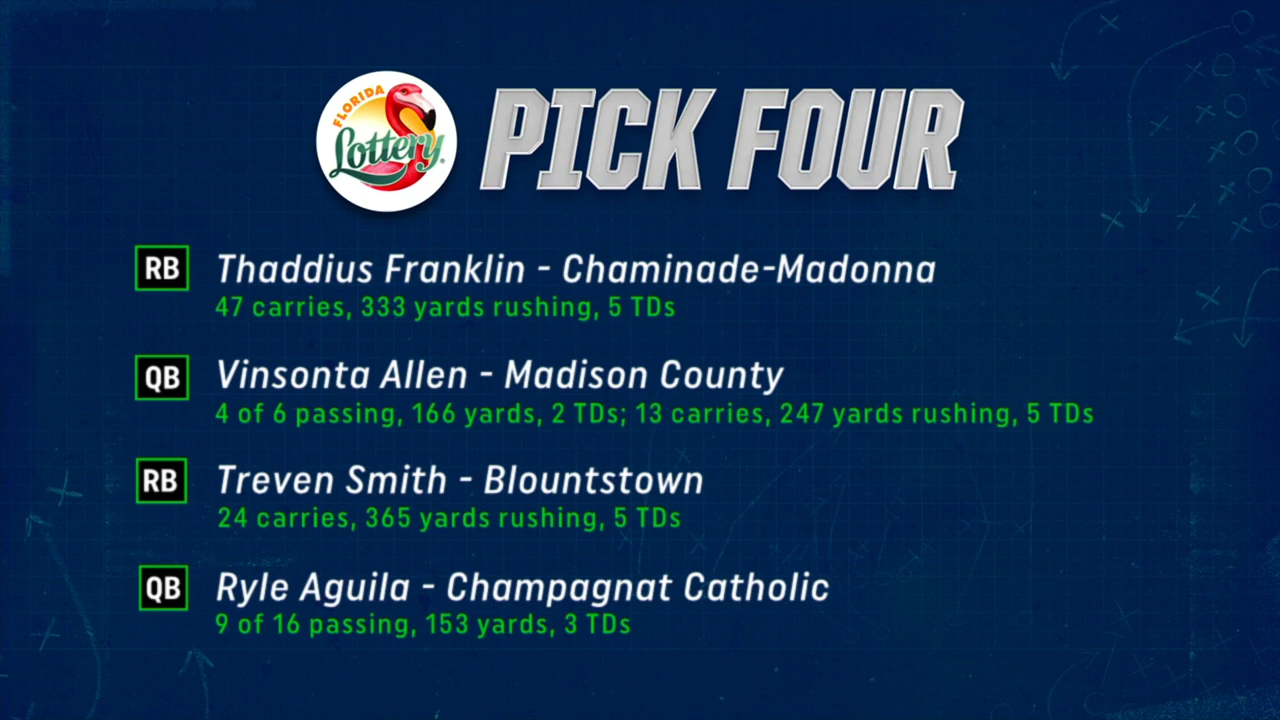 FLORIDA
Lottery
PICK FOUR
RB Thaddius Franklin - Chaminade-Madonna
47 carries, 333 yards rushing, 5 TDs
QB Vinsonta Allen - Madison County
4 of 6 passing, 166 yards, 2 TDs; 13 carries, 247 yards rushing, 5 TDs
RB Treven Smith - Blountstown
24 carries, 365 yards rushing, 5 TDs
QB Ryle Aguila - Champagnat Catholic
9 of 16 passing, 153 yards, 3 TDs